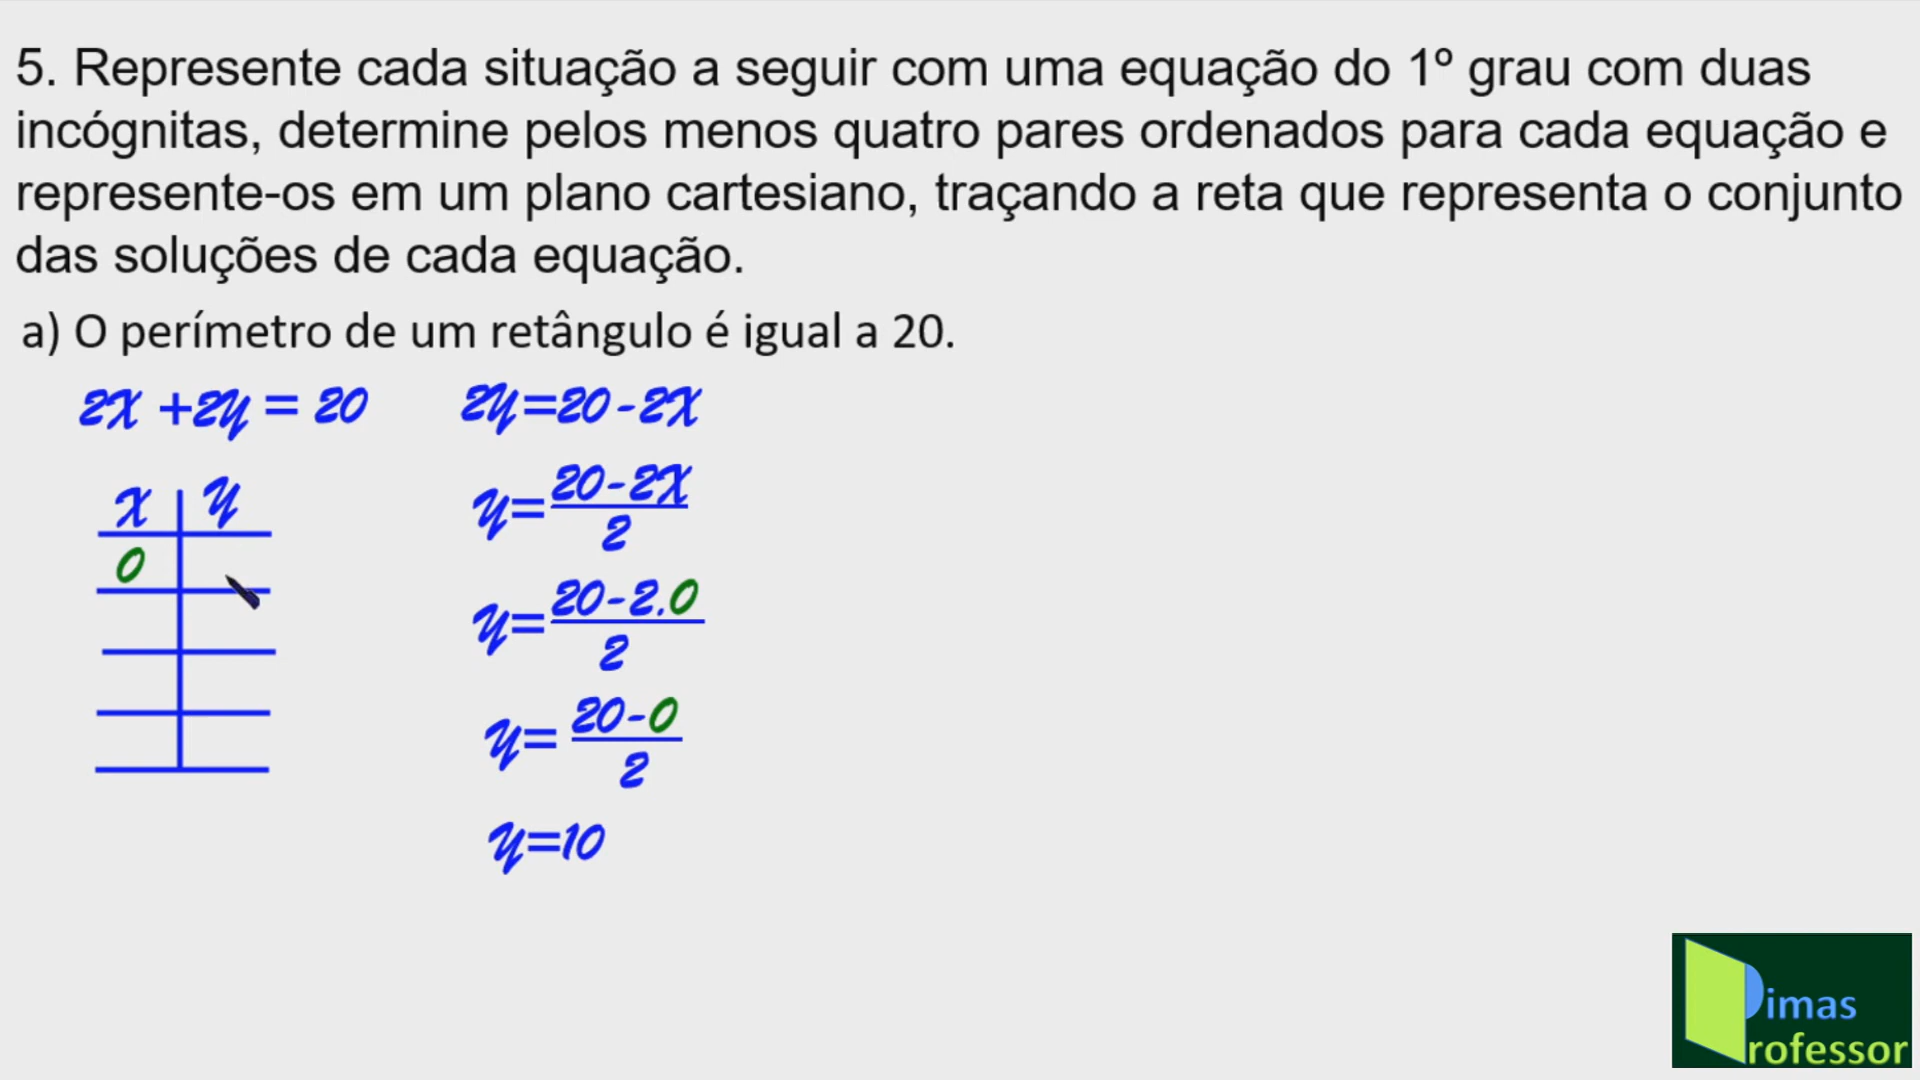 5. Represente cada situação a seguir com uma equação do 1º grau com duas
incógnitas, determine pelos menos quatro pares ordenados para cada equação e
represente-os em um plano cartesiano, traçando a reta que representa o conjunto
das soluções de cada equação.
a) O perímetro de um retângulo é igual a 20.
2X +2Y = 20
X Y
0
2Y=20-2X
Y=20-2X
2
Y=20-2.0
2
Y= 20-0
2
Y=10
Dimas
Professor